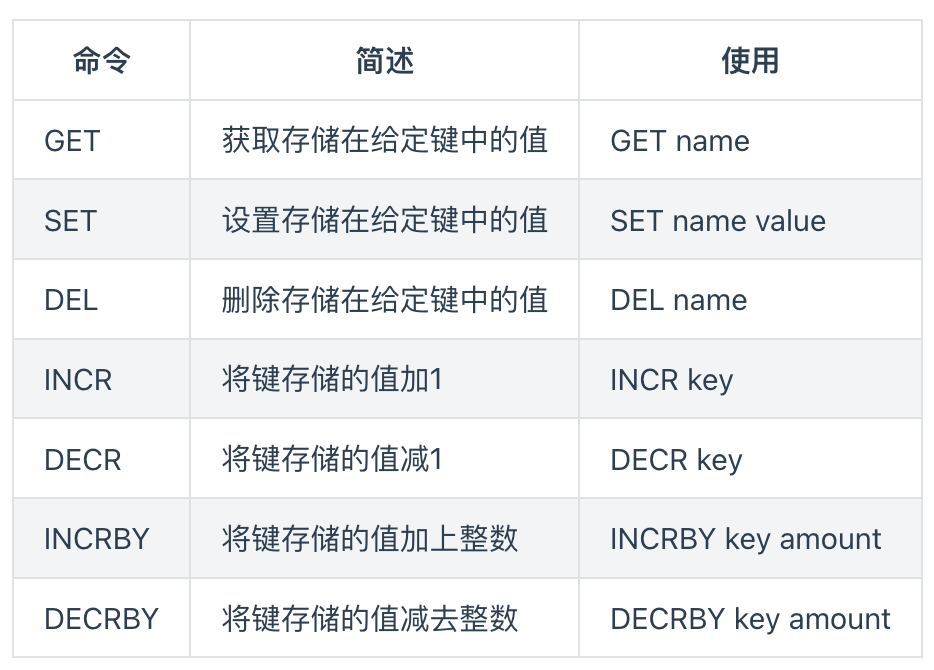 命令 简述 使用
GET 获取存储在给定键中的值 GET name
SET 设置存储在给定键中的值 SET name value
DEL 删除存储在给定键中的值 DEL name
INCR 将键存储的值加1 INCR key
DECR 将键存储的值减1 DECR key
INCRBY 将键存储的值加上整数 INCRBY key amount
DECRBY 将键存储的值减去整数 DECRBY key amount